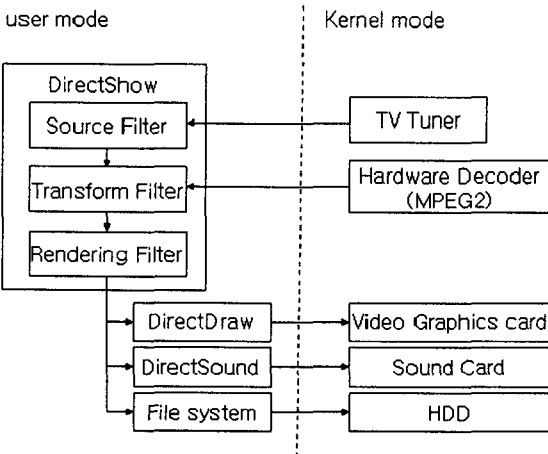 user mode
Kernel mode
DirectShow
Source Filter
TV Tuner
Transform Filter
Hardware Decoder
(MPEG2)
Rendering Filter
DirectDraw
Video Graphics card
DirectSound
Sound Card
File system
HDD